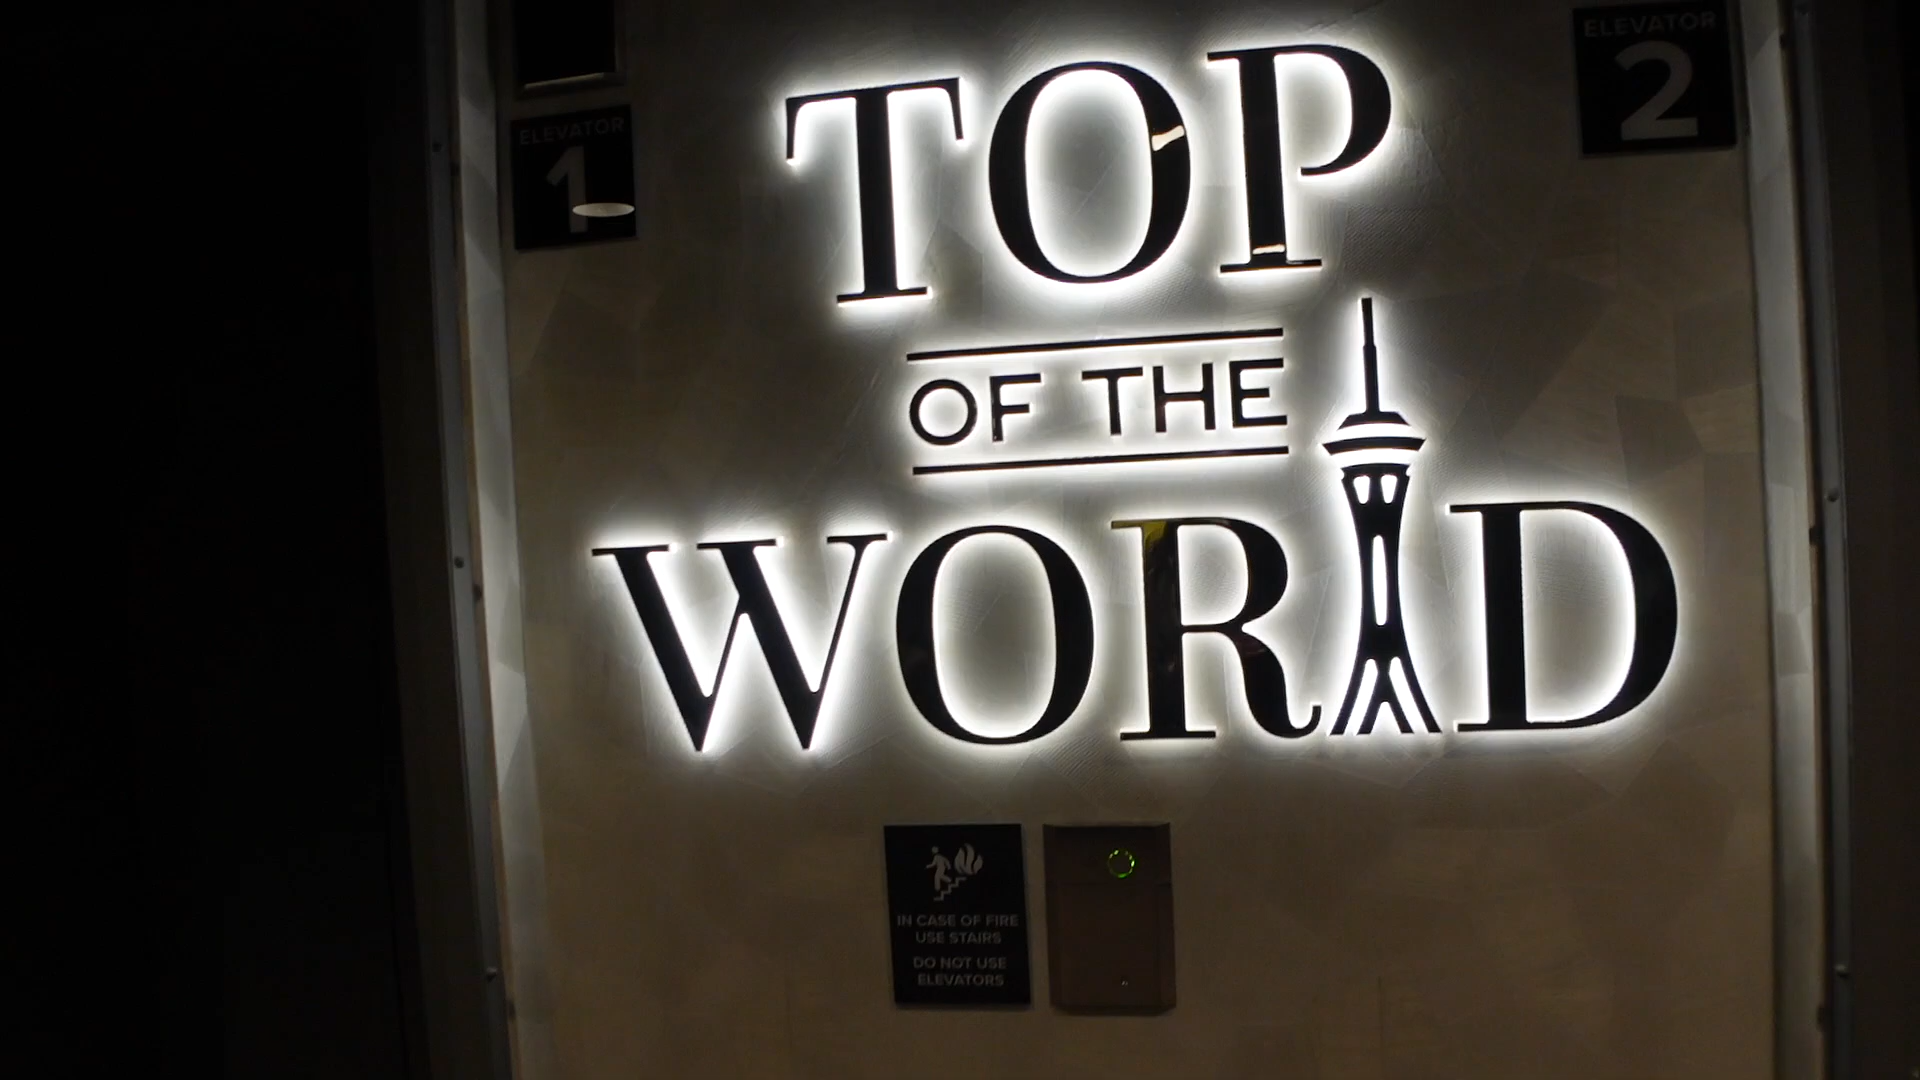 ELEVATOR
1
ELEVATOR
2
TOP
OF THE
WORLD
IN CASE OF FIRE
USE STAIRS
DO NOT USE
ELEVATORS